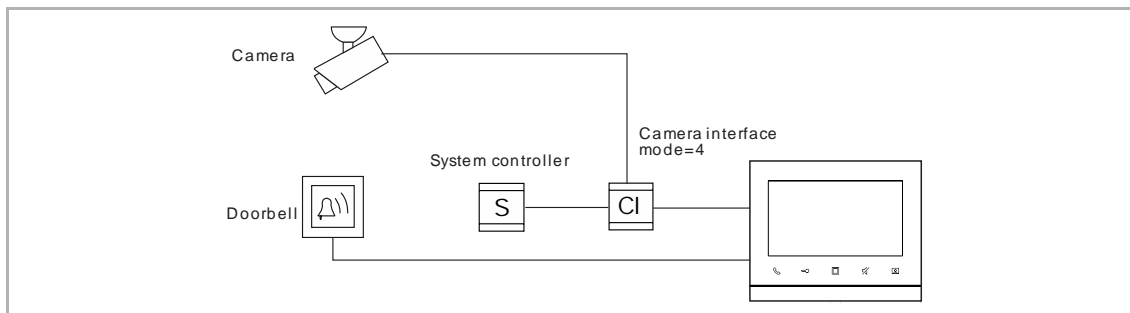 Camera
Camera interface
mode=4
System controller
S
CI
Doorbell